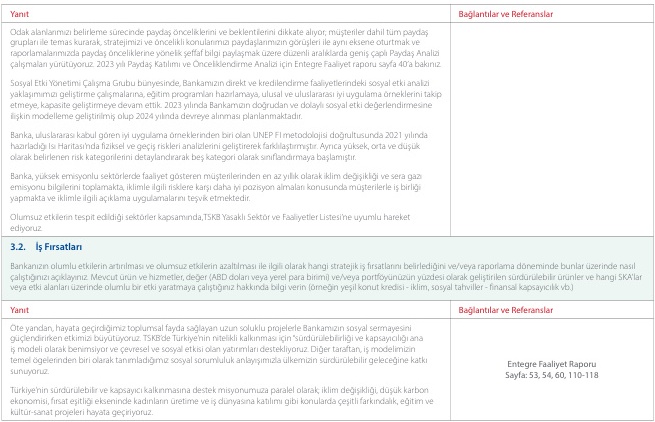 Yanıt
Bağlantılar ve Referanslar
Odak alanlarımızı belirleme sürecinde paydaş önceliklerini ve beklentilerini dikkate alıyor, müşteriler dahil tüm paydaş
grupları ile temas kurarak, stratejimizi ve öncelikli konularımızı paydaşlarımızın görüşleri ile aynı eksene oturtmak ve
raporlamalarımızda paydaş önceliklerine yönelik şeffaf bilgi paylaşmak üzere düzenli aralıklarda geniş çaplı Paydaş Analizi
çalışmaları yürütüyoruz. 2023 yılı Paydaş Katılımı ve Önceliklendirme Analizi için Entegre Faaliyet raporu sayfa 40'a bakınız.
Sosyal Etki Yönetimi Çalışma Grubu bünyesinde, Bankamızın direkt ve kredilendirme faaliyetlerindeki sosyal etki analizi
yaklaşımımızı geliştirme çalışmalarına, eğitim programları hazırlamaya, ulusal ve uluslararası iyi uygulama örneklerini takip
etmeye, kapasite geliştirmeye devam ettik. 2023 yılında Bankamızın doğrudan ve dolaylı sosyal etki değerlendirmesine
ilişkin modelleme geliştirilmiş olup 2024 yılında devreye alınması planlanmaktadır.
Banka, uluslararası kabul gören iyi uygulama örneklerinden biri olan UNEP FI metodolojisi doğrultusunda 2021 yılında
hazırladığı Isı Haritası'nda fiziksel ve geçiş riskleri analizlerini geliştirerek farklılaştırmıştır. Ayrıca yüksek, orta ve düşük
olarak belirlenen risk kategorilerini detaylandırarak beş kategori olarak sınıflandırmaya başlamıştır.
Banka, yüksek emisyonlu sektörlerde faaliyet gösteren müşterilerinden en az yıllık olarak iklim değişikliği ve sera gazı
emisyonu bilgilerini toplamakta, iklimle ilgili risklere karşı daha iyi pozisyon almaları konusunda müşterilerle iş birliği
yapmakta ve iklimle ilgili açıklama uygulamalarını teşvik etmektedir.
Olumsuz etkilerin tespit edildiği sektörler kapsamında,TSKB Yasaklı Sektör ve Faaliyetler Listesi'ne uyumlu hareket
ediyoruz.
3.2. İş Fırsatları
Bankanızın olumlu etkilerin artırılması ve olumsuz etkilerin azaltılması ile ilgili olarak hangi stratejik iş fırsatlarını belirlediğini ve/veya raporlama döneminde bunlar üzerinde nasıl
çalıştığınızı açıklayınız. Mevcut ürün ve hizmetler, değer (ABD doları veya yerel para birimi) ve/veya portföyünüzün yüzdesi olarak geliştirilen sürdürülebilir ürünler ve hangi SKA'lar
veya etki alanları üzerinde olumlu bir etki yaratmaya çalıştığınız hakkında bilgi verin (örneğin yeşil konut kredisi - iklim, sosyal tahviller - finansal kapsayıcılık vb.)
Yanıt
Bağlantılar ve Referanslar
Öte yandan, hayata geçirdiğimiz toplumsal fayda sağlayan uzun soluklu projelerle Bankamızın sosyal sermayesini
güçlendirirken etkimizi büyütüyoruz. TSKB'de Türkiye'nin nitelikli kalkınması için "sürdürülebilirliği ve kapsayıcılığı ana
iş modeli olarak benimsiyor ve çevresel ve sosyal etkisi olan yatırımları destekliyoruz. Diğer taraftan, iş modelimizin
temel ögelerinden biri olarak tanımladığımız sosyal sorumluluk anlayışımızla ülkemizin sürdürülebilir geleceğine katkı
sunuyoruz.
Türkiye'nin sürdürülebilir ve kapsayıcı kalkınmasına destek misyonumuza paralel olarak; iklim değişikliği, düşük karbon
ekonomisi, fırsat eşitliği ekseninde kadınların üretime ve iş dünyasına katılımı gibi konularda çeşitli farkındalık, eğitim ve
kültür-sanat projeleri hayata geçiriyoruz.
Entegre Faaliyet Raporu
Sayfa: 53, 54, 60, 110-118